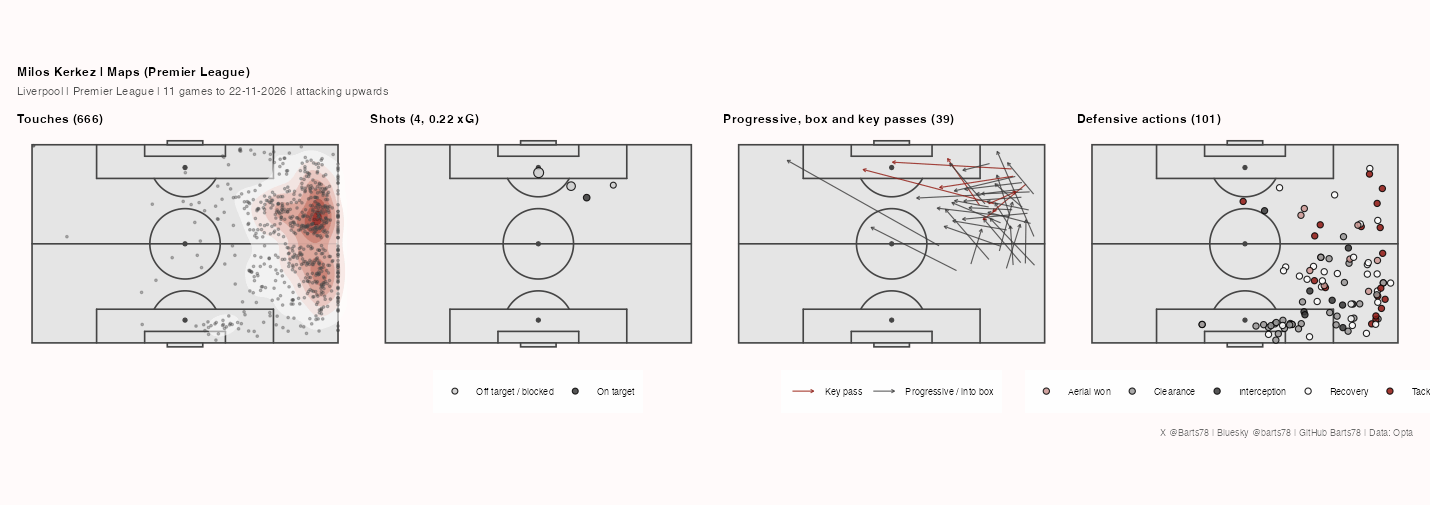 Milos Kerkez | Maps (Premier League)
Liverpool | Premier League | 11 games to 22-11-2026 | attacking upwards
Touches (666)
Shots (4, 0.22 xG)
Progressive, box and key passes (39)
Defensive actions (101)
Off target / blocked
On target
Key pass
Progressive / into box
Aerial won
Clearance
Interception
Recovery
Tack
X @Barts78 | Bluesky @barts78 | GitHub Barts78 | Data: Opta